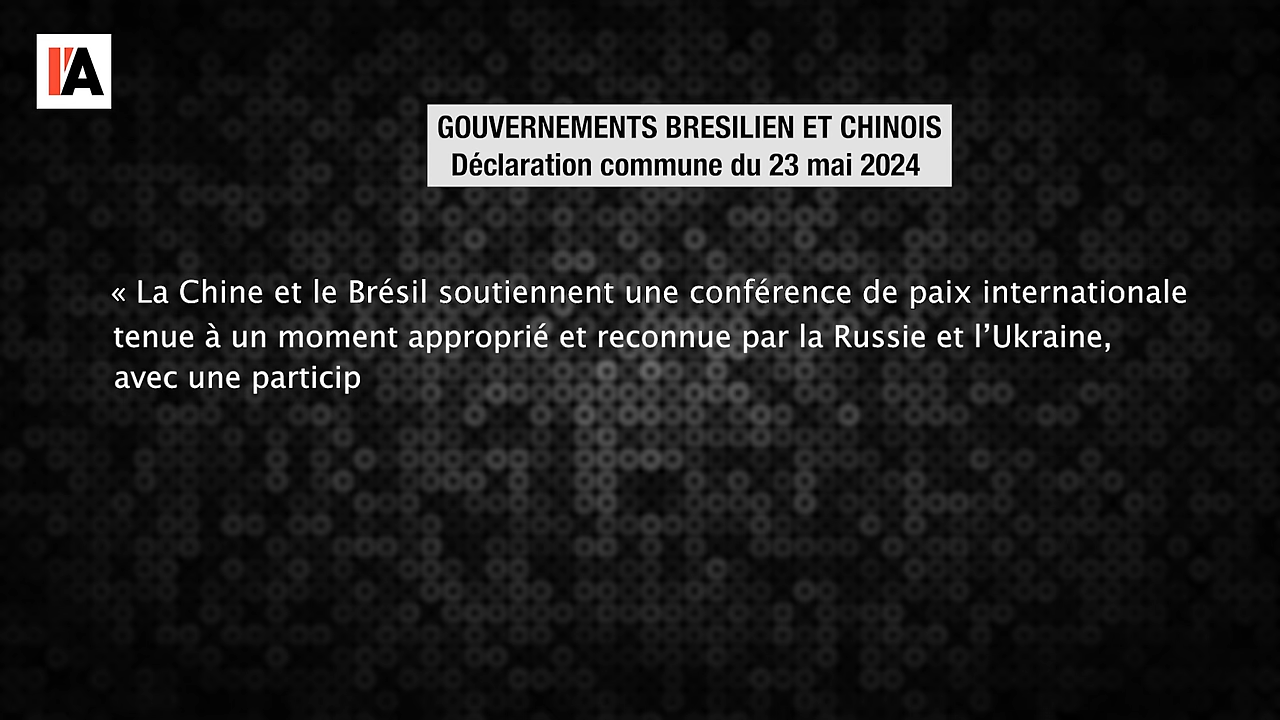 l'A
GOUVERNEMENTS BRESILIEN ET CHINOIS
Déclaration commune du 23 mai 2024
« La Chine et le Brésil soutiennent une conférence de paix internationale
tenue à un moment approprié et reconnue par la Russie et l’Ukraine,
avec une particip